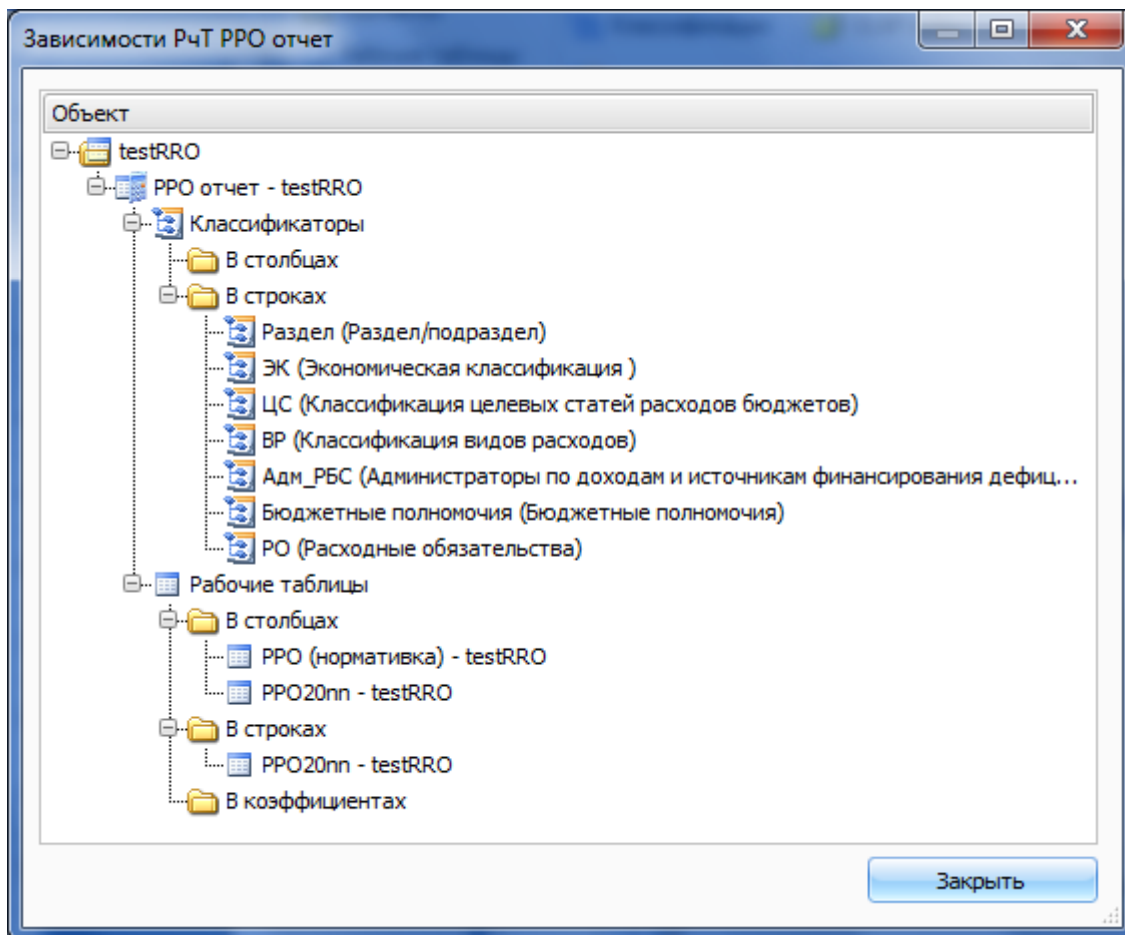 Зависимости РчТ РРО отчет
Объект
testRRO
РРО отчет - testRRO
Классификаторы
В столбцах
В строках
Раздел (Раздел/подраздел)
ЭК (Экономическая классификация )
ЦС (Классификация целевых статей расходов бюджетов)
ВР (Классификация видов расходов)
Адм_РБС (Администраторы по доходам и источникам финансирования дефиц...
Бюджетные полномочия (Бюджетные полномочия)
РО (Расходные обязательства)
Рабочие таблицы
В столбцах
РРО (нормативка) - testRRO
РРО20nn - testRRO
В строках
РРО20nn - testRRO
В коэффициентах
Закрыть